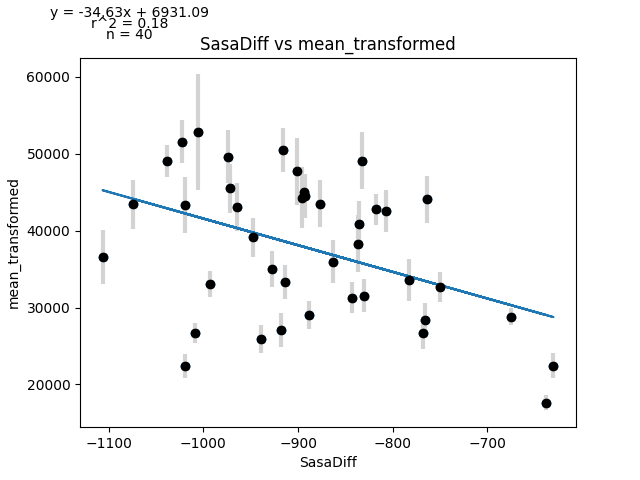 y = -34.63x + 6931.09
r^2 = 0.18
n = 40
SasaDiff vs mean_transformed
60000
50000
40000
30000
20000
mean_transformed
−1100 −1000 −900 −800 −700
SasaDiff